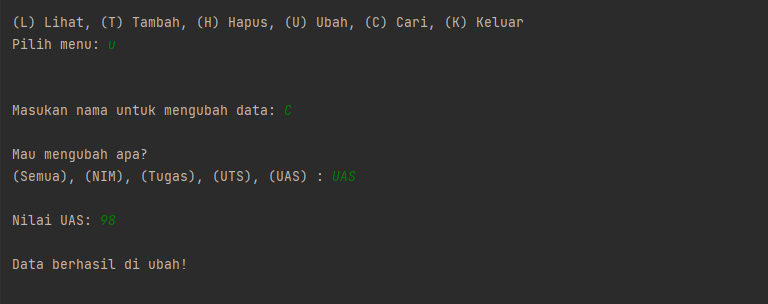 (L) Lihat, (T) Tambah, (H) Hapus, (U) Ubah, (C) Cari, (K) Keluar
Pilih menu: u
Masukan nama untuk mengubah data: C
Mau mengubah apa?
(Semua), (NIM), (Tugas), (UTS), (UAS) : UAS
Nilai UAS: 98
Data berhasil di ubah!